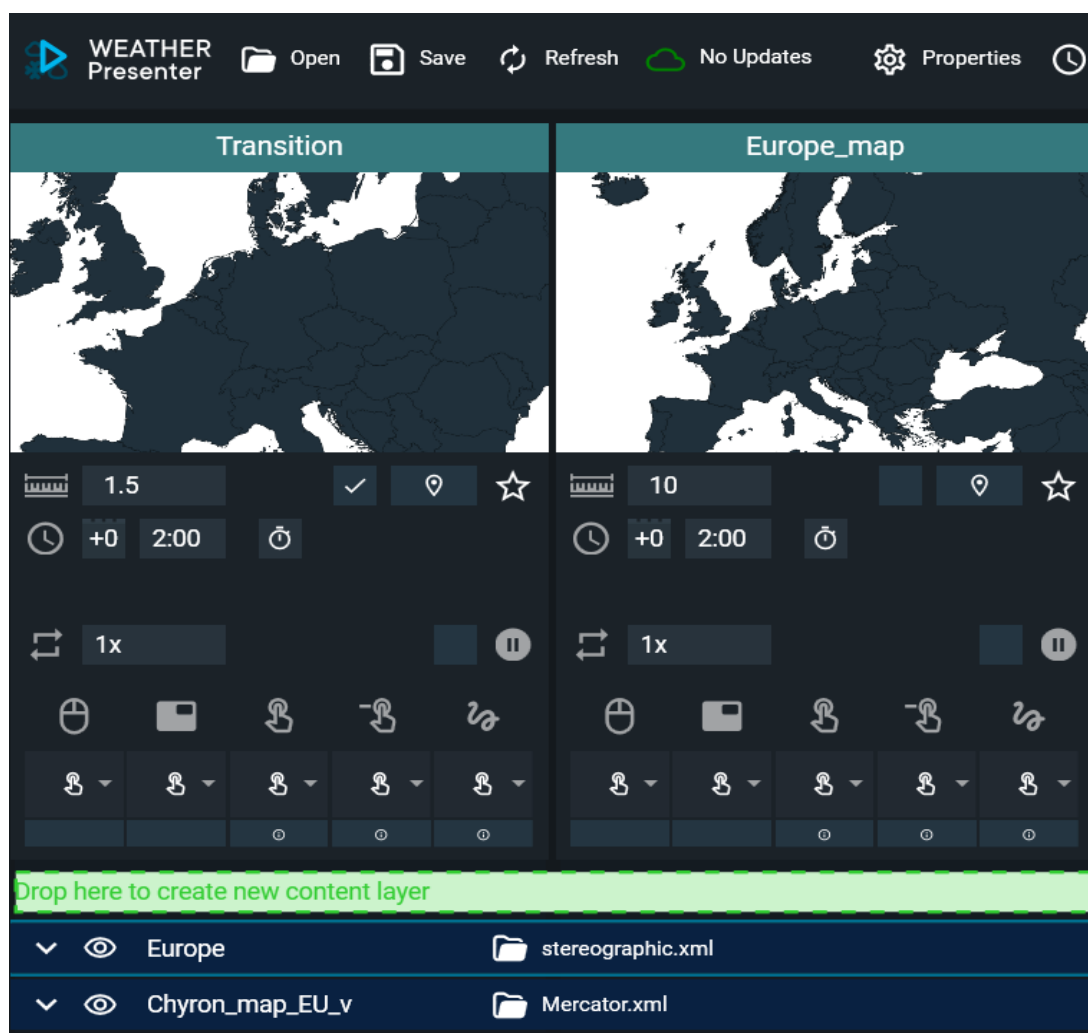 WEATHER
Presenter
Open
Save
Refresh
No Updates
Properties
Transition
Europe_map
1.5
10
+0 2:00
+0 2:00
1x
1x
Drop here to create new content layer
Europe
stereographic.xml
Chyron_map_EU_v
Mercator.xml